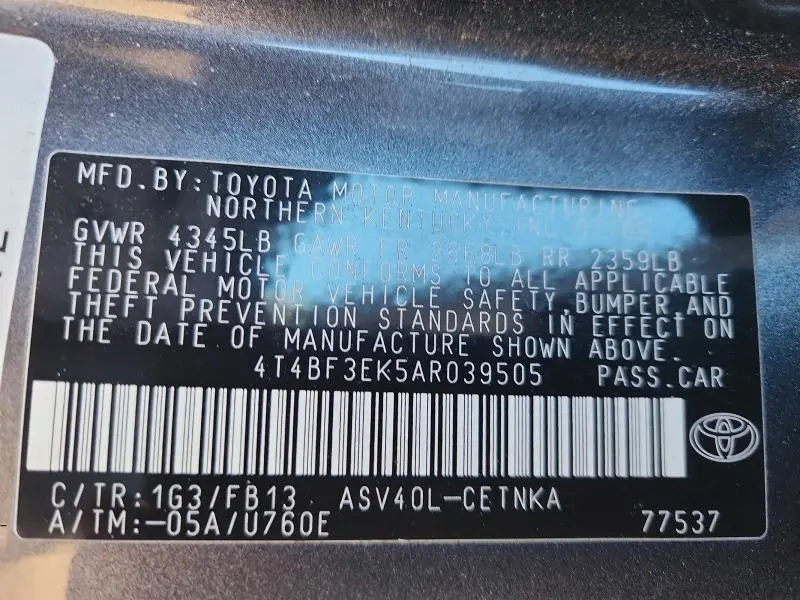 MFD.BY:TOYOTA MOTOR MANUFACTURING
NORTHERN KENTUCKY, INC
GVWR 4345LB GAWR FR 2668LB RR 2359LB
THIS VEHICLE CONFORMS TO ALL APPLICABLE
FEDERAL MOTOR VEHICLE SAFETY,BUMPER,AND
THEFT PREVENTION STANDARDS IN EFFECT ON
THE DATE OF MANUFACTURE SHOWN ABOVE.
4T4BF3EK5AR039505 PASS.CAR
C/TR:1G3/FB13 ASV40L-CETNKA
A/TM:-05A/U760E 77537